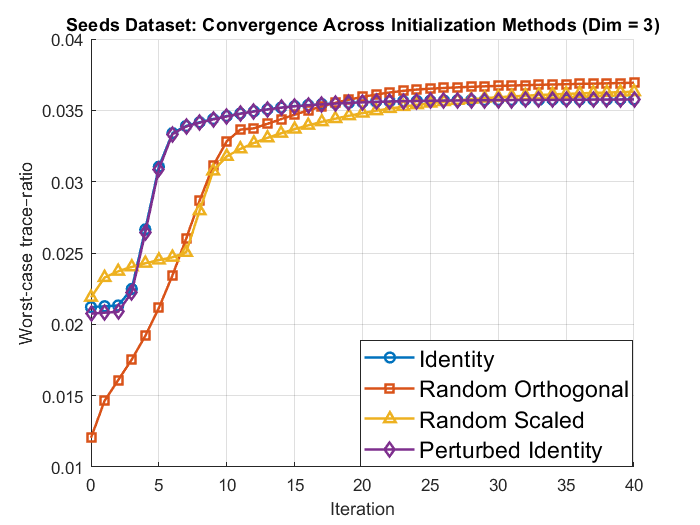 Seeds Dataset: Convergence Across Initialization Methods (Dim = 3)
0.04
0.035
0.03
0.025
0.02
0.015
0.01
Worst-case trace-ratio
0 5 10 15 20 25 30 35 40
Iteration
Identity
Random Orthogonal
Random Scaled
Perturbed Identity